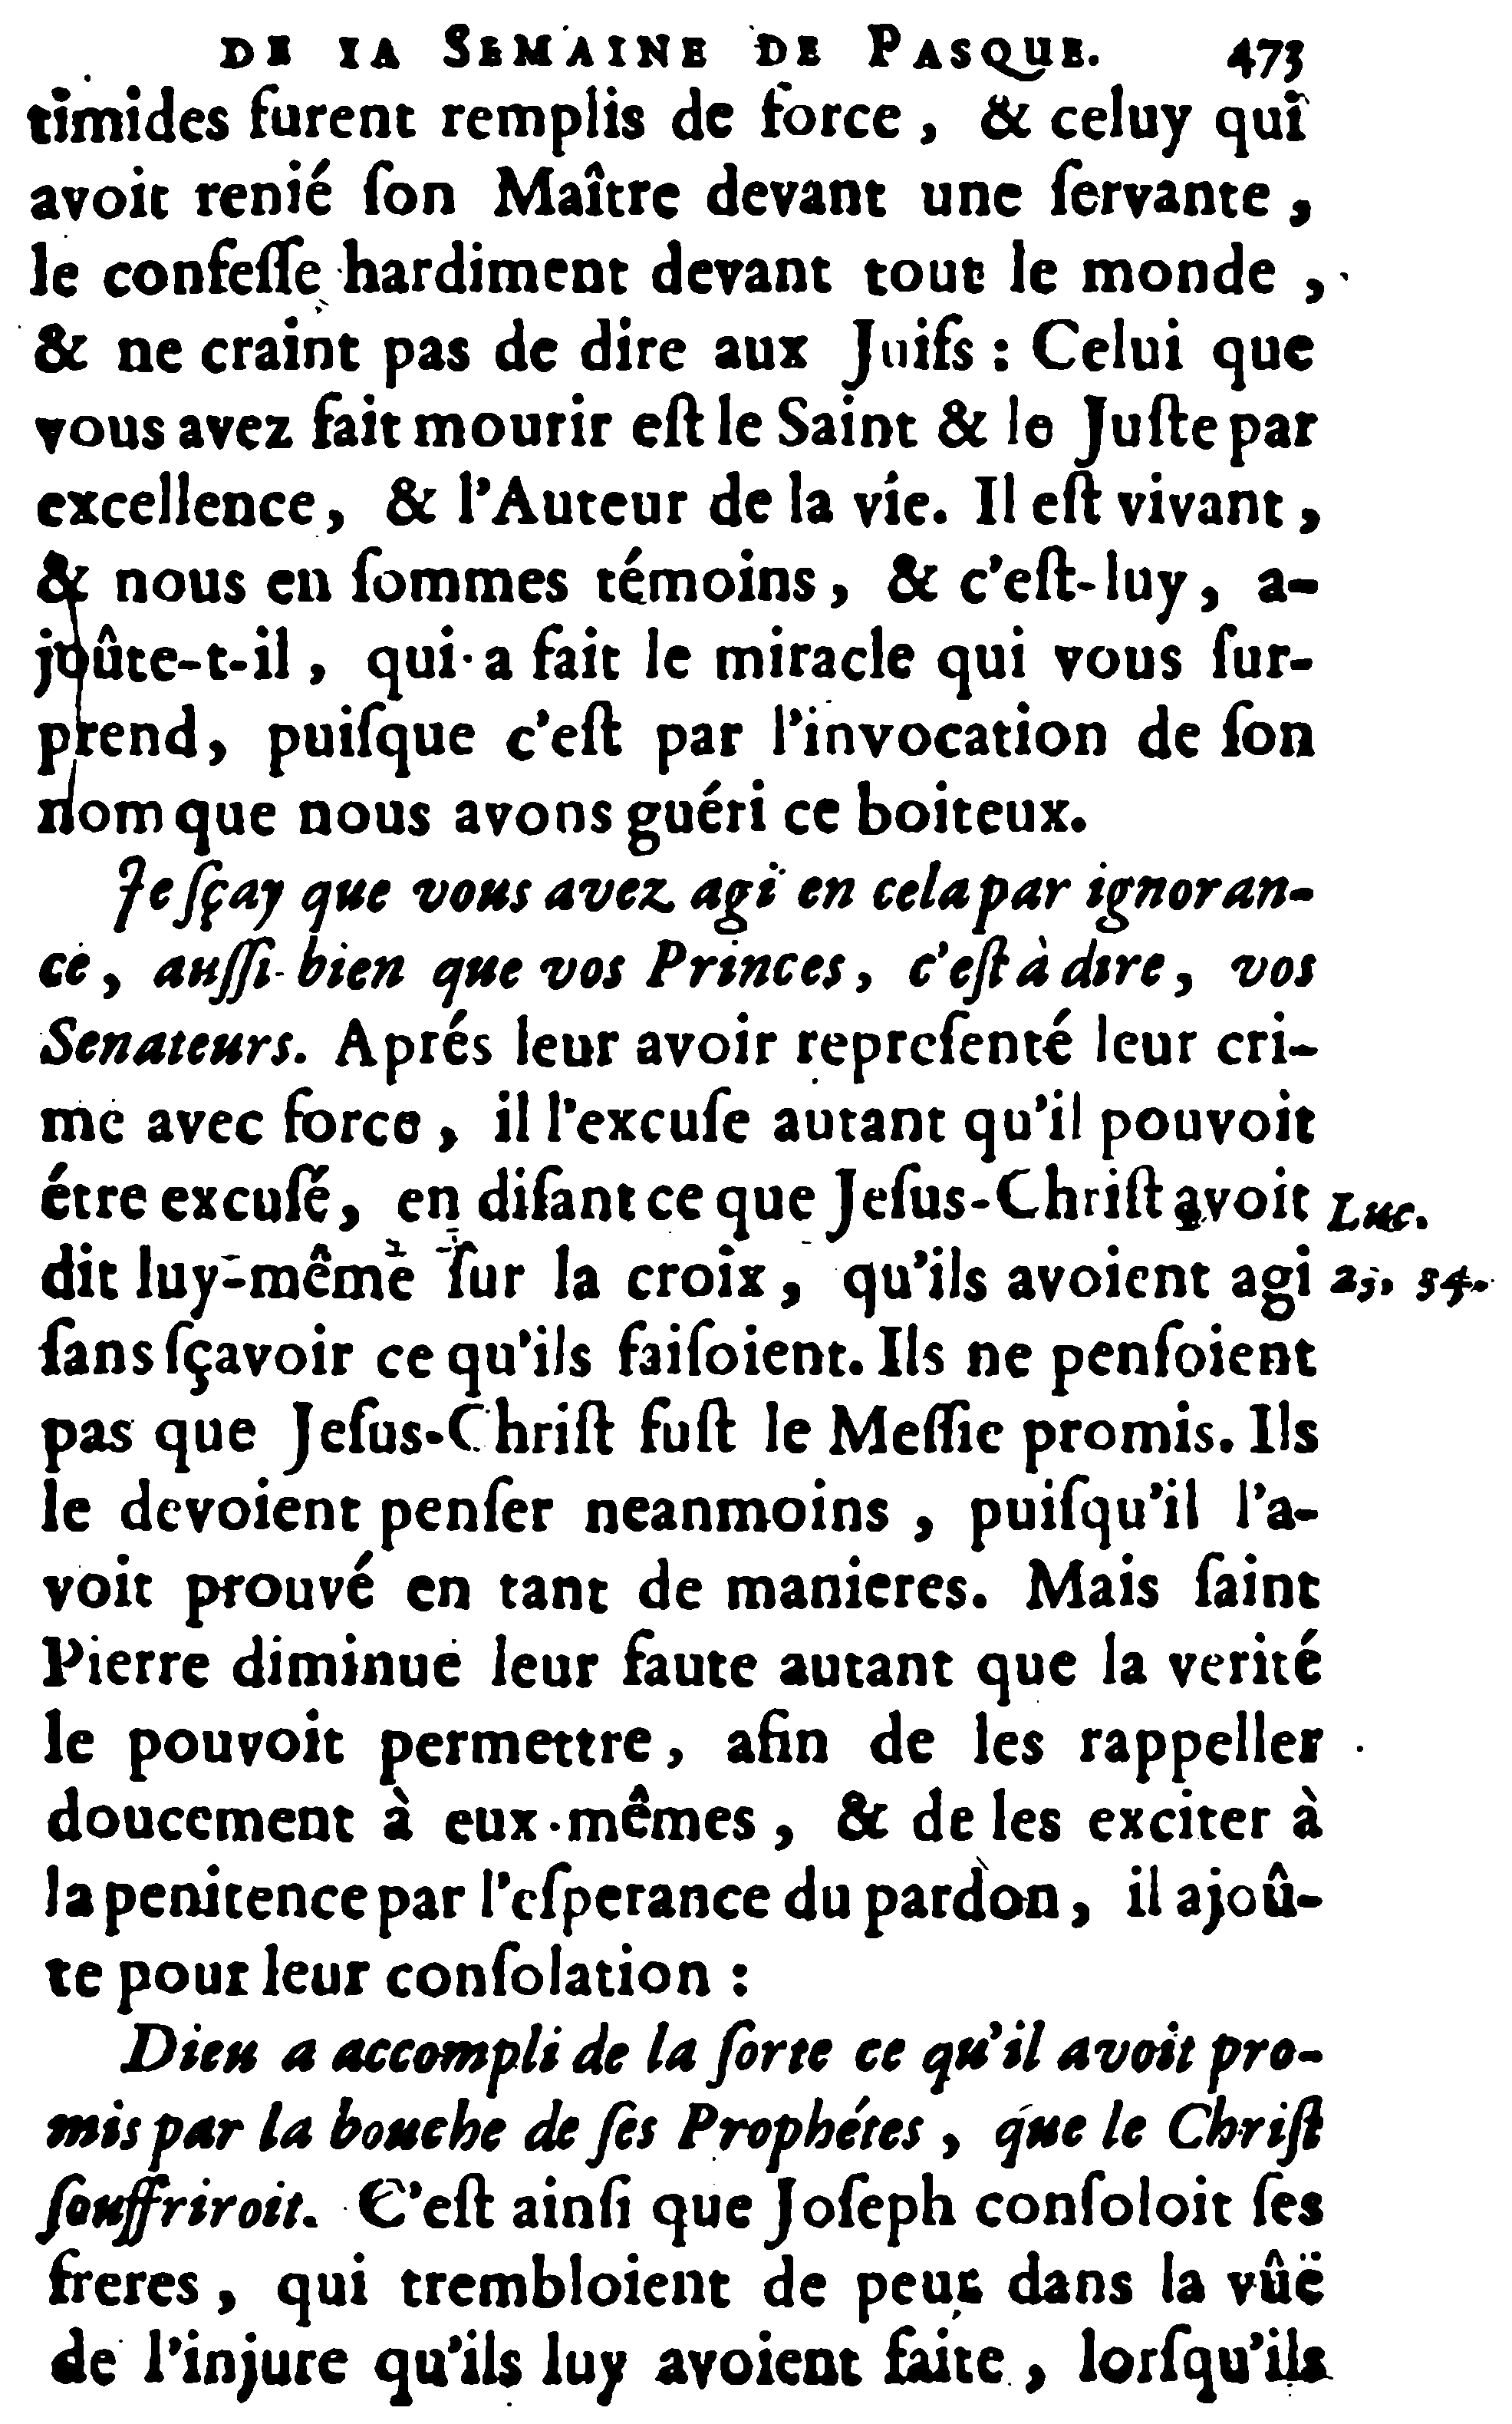 DE LA SEMAINE DE PASQUE. 473
timides furent remplis de force, & celuy qui
avoit renié ſon Maître devant une ſervante,
le confeſſe hardiment devant tout le monde,
& ne craint pas de dire aux Juifs : Celui que
vous avez fait mourir eſt le Saint & le Juſte par
excellence, & l'Auteur de la vie. Il eſt vivant,
& nous en ſommes témoins, & c'eſt-luy, a-
joûte-t-il, qui a fait le miracle qui vous ſur-
prend, puiſque c'eſt par l'invocation de ſon
nom que nous avons guéri ce boiteux.
Je ſçay que vous avez agi en cela par ignoran-
ce, auſſi-bien que vos Princes, c'eſt à dire, vos
Senateurs. Aprés leur avoir repreſenté leur cri-
me avec force, il l'excuſe autant qu'il pouvoit
étre excuſé, en diſant ce que Jeſus-Chriſt avoit Luc.
dit luy-même ſur la croix, qu'ils avoient agi 23. 34.
ſans ſçavoir ce qu'ils faiſoient. Ils ne penſoient
pas que Jeſus-Chriſt fuſt le Meſſie promis. Ils
le devoient penſer neanmoins, puiſqu'il l'a-
voit prouvé en tant de manieres. Mais ſaint
Pierre diminue leur faute autant que la verité
le pouvoit permettre, afin de les rappeller
doucement à eux-mêmes, & de les exciter à
la penitence par l'eſperance du pardon, il ajoû-
te pour leur conſolation :
Dieu a accompli de la ſorte ce qu'il avoit pro-
mis par la bouche de ſes Prophétes, que le Chriſt
ſouffriroit. C'eſt ainſi que Joſeph conſoloit ſes
freres, qui trembloient de peur dans la vûë
de l'injure qu'ils luy avoient faite, lorſqu'ils